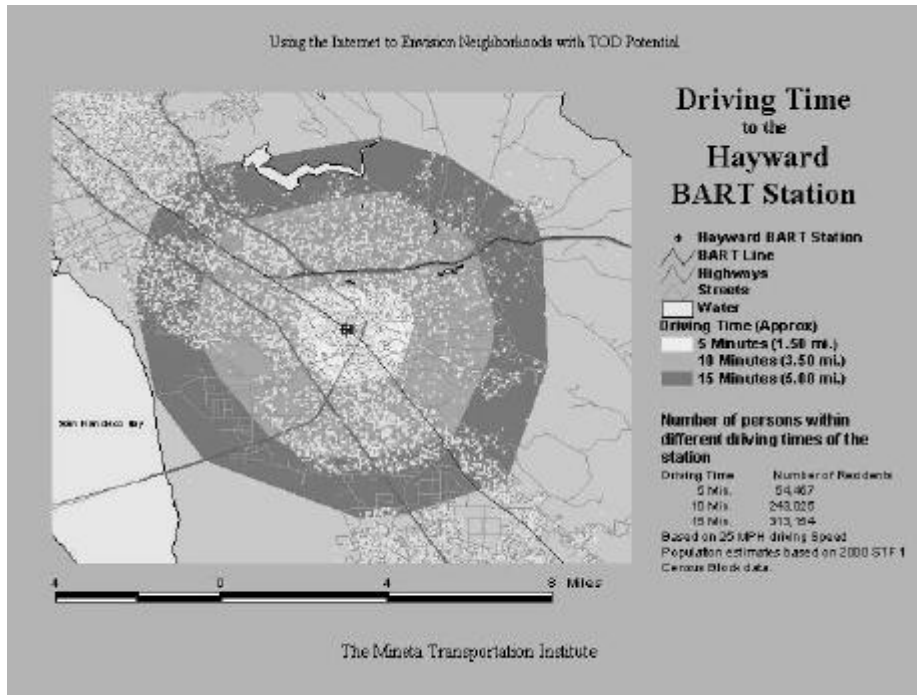 Using the Internet to Envision Neighborhoods with TOD Potential
Driving Time
to the
Hayward
BART Station
Hayward BART Station
BART Line
Highways
Streets
Water
Driving Time (Approx)
5 Minutes (1.50 mi.)
10 Minutes (3.50 mi.)
15 Minutes (5.00 mi.)
San Francisco Bay
Number of persons within
different driving times of the
station
Driving Time Number of Residents
5 Min. 54,467
10 Min.
15 Min.
Based on 25 MPH driving Speed
Population estimates based on 2000 STF 1
Census Block data.
4 0 4 8 Miles
The Mineta Transportation Institute